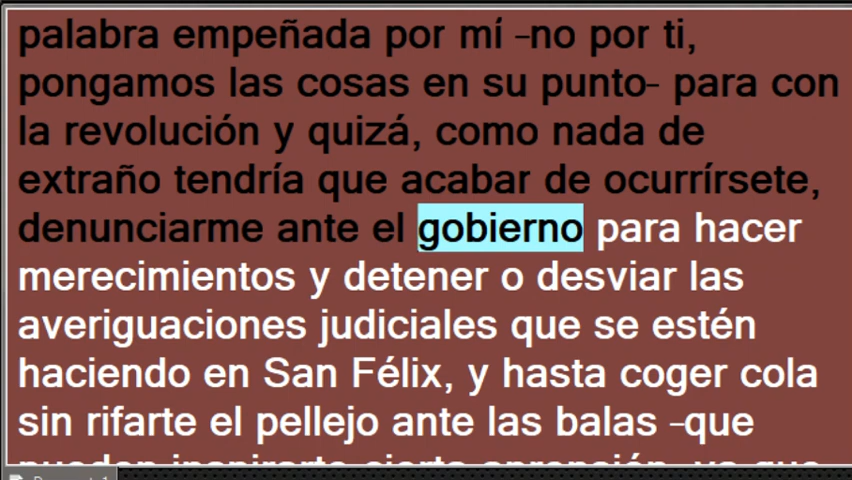 palabra empeñada por mí –no por ti,
pongamos las cosas en su punto– para con
la revolución y quizá, como nada de
extraño tendría que acabar de ocurrírsete,
denunciarme ante el gobierno para hacer
merecimientos y detener o desviar las
averiguaciones judiciales que se estén
haciendo en San Félix, y hasta coger cola
sin rifarte el pellejo ante las balas –que